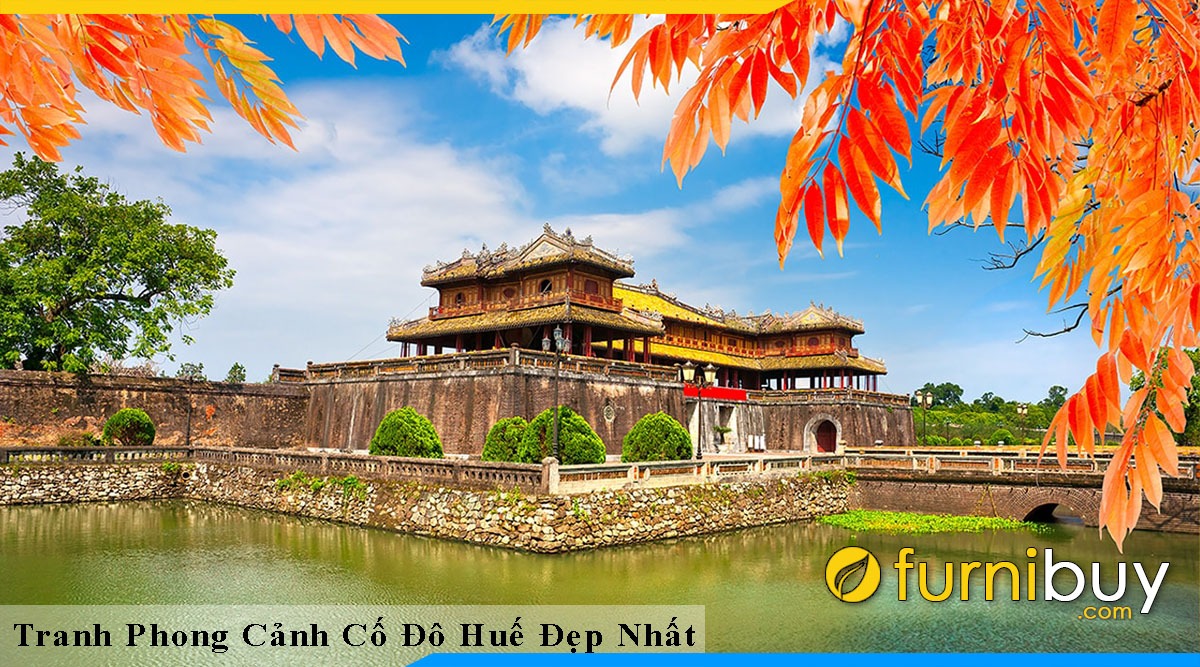 furnibuy
.com
Tranh Phong Cảnh Cố Đô Huế Đẹp Nhất